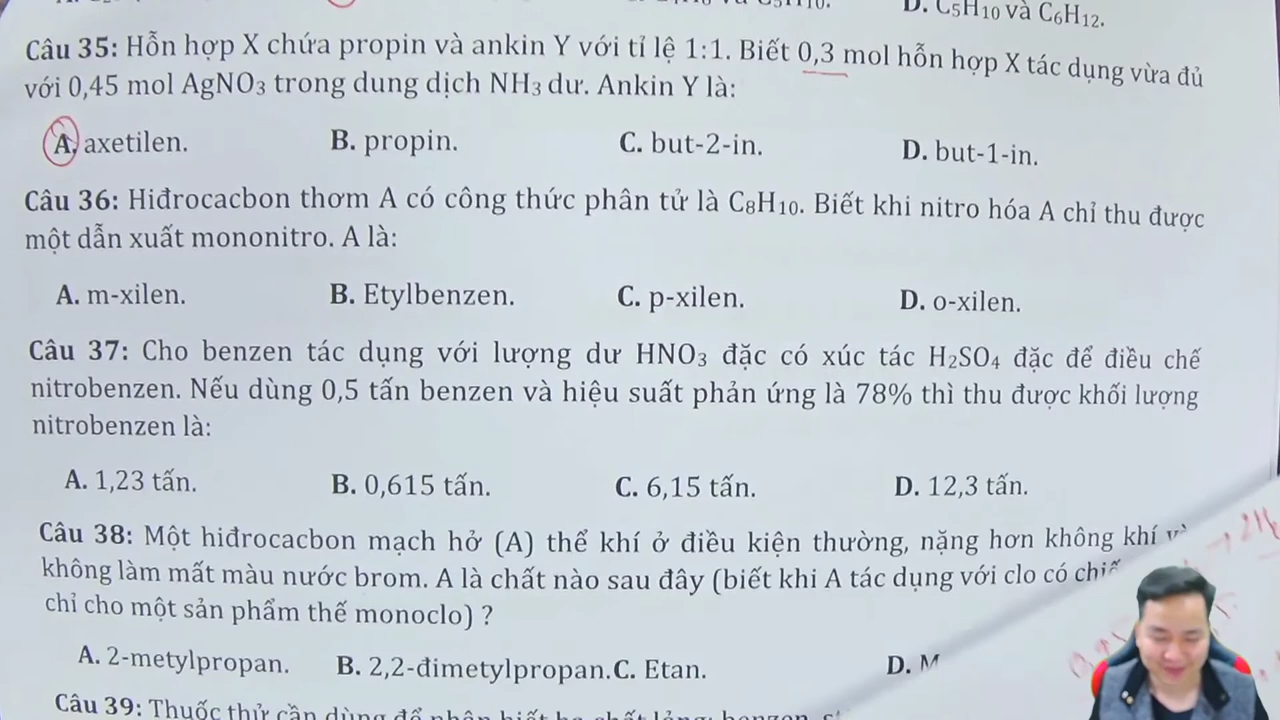 D. C₅H₁₀ và C₆H₁₂.
Câu 35: Hỗn hợp X chứa propin và ankin Y với tỉ lệ 1:1. Biết 0,3 mol hỗn hợp X tác dụng vừa đủ
với 0,45 mol AgNO₃ trong dung dịch NH₃ dư. Ankin Y là:
A. axetilen. B. propin. C. but-2-in. D. but-1-in.
Câu 36: Hiđrocacbon thơm A có công thức phân tử là C₈H₁₀. Biết khi nitro hóa A chỉ thu được
một dẫn xuất mononitro. A là:
A. m-xilen. B. Etylbenzen. C. p-xilen. D. o-xilen.
Câu 37: Cho benzen tác dụng với lượng dư HNO₃ đặc có xúc tác H₂SO₄ đặc để điều chế
nitrobenzen. Nếu dùng 0,5 tấn benzen và hiệu suất phản ứng là 78% thì thu được khối lượng
nitrobenzen là:
A. 1,23 tấn. B. 0,615 tấn. C. 6,15 tấn. D. 12,3 tấn.
Câu 38: Một hiđrocacbon mạch hở (A) thể khí ở điều kiện thường, nặng hơn không khí
không làm mất màu nước brom. A là chất nào sau đây (biết khi A tác dụng với clo có
chỉ cho một sản phẩm thế monoclo) ?
A. 2-metylpropan. B. 2,2-đimetylpropan. C. Etan. D.
Câu 39: Thuốc thử cần dùng để phân biệt ba chất lỏng: benzen,